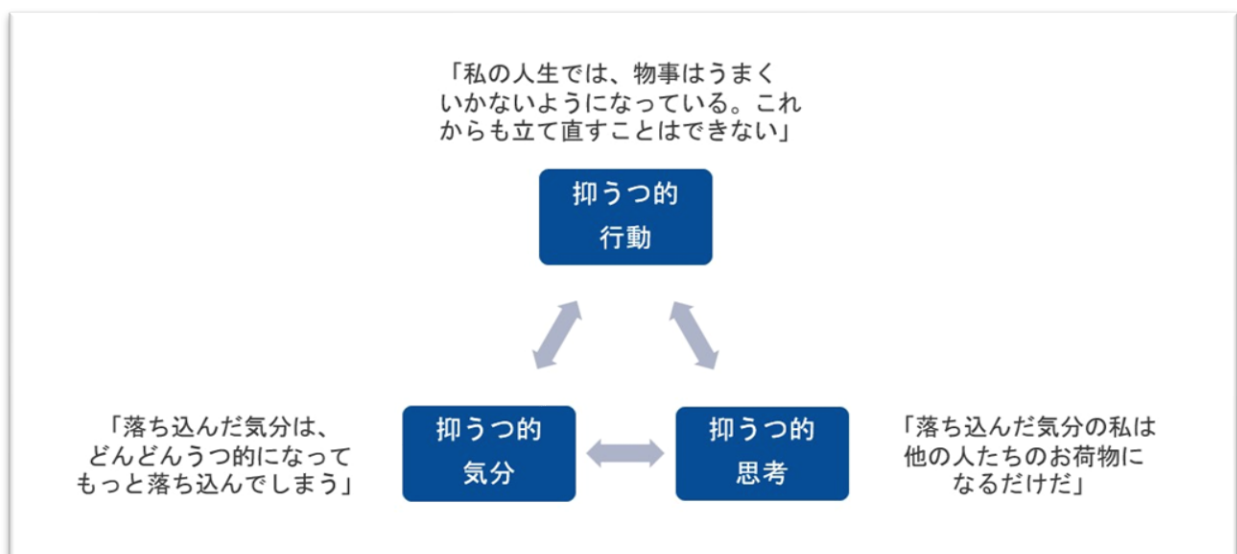 「私の人生では、物事はうまく
いかないようになっている。これ
からも立て直すことはできない」
抑うつ的
行動
「落ち込んだ気分は、
どんどんうつ的になって
もっと落ち込んでしまう」
抑うつ的
気分
抑うつ的
思考
「落ち込んだ気分の私は
他の人たちのお荷物に
なるだけだ」